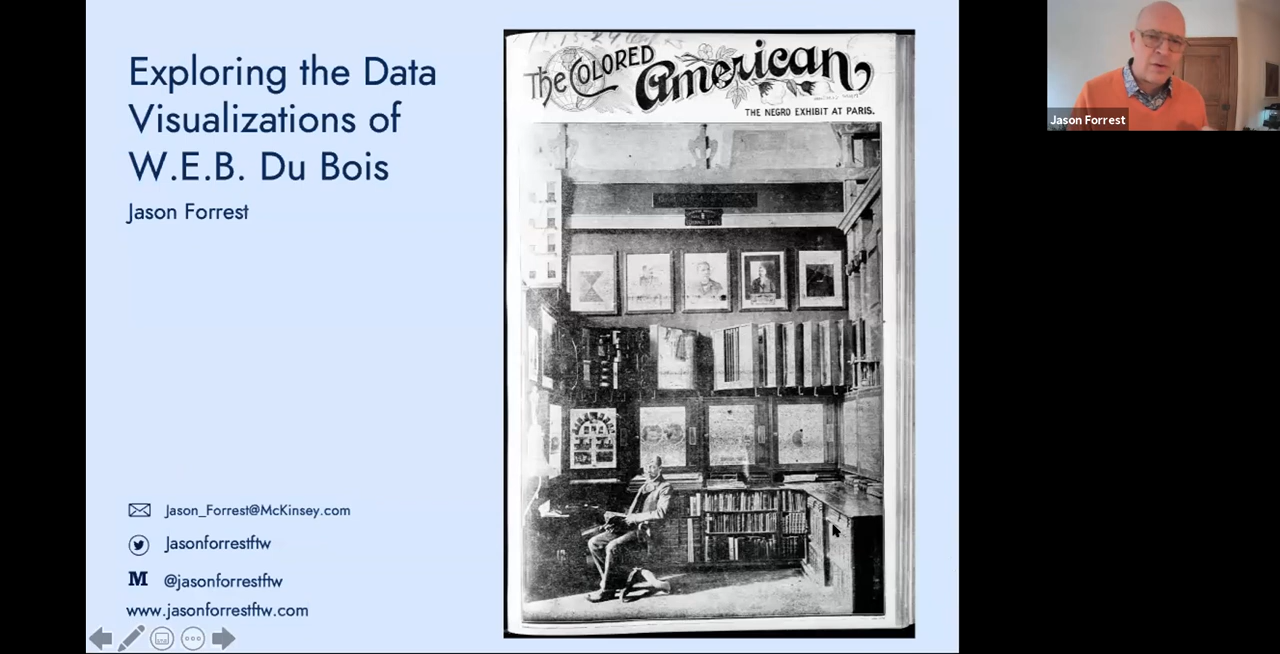 Exploring the Data
Visualizations of
W.E.B. Du Bois
Jason Forrest
Jason_Forrest@McKinsey.com
Jasonforrestftw
M @jasonforrestftw
www.jasonforrestftw.com
The COLORED American
THE NEGRO EXHIBIT AT PARIS.
Jason Forrest